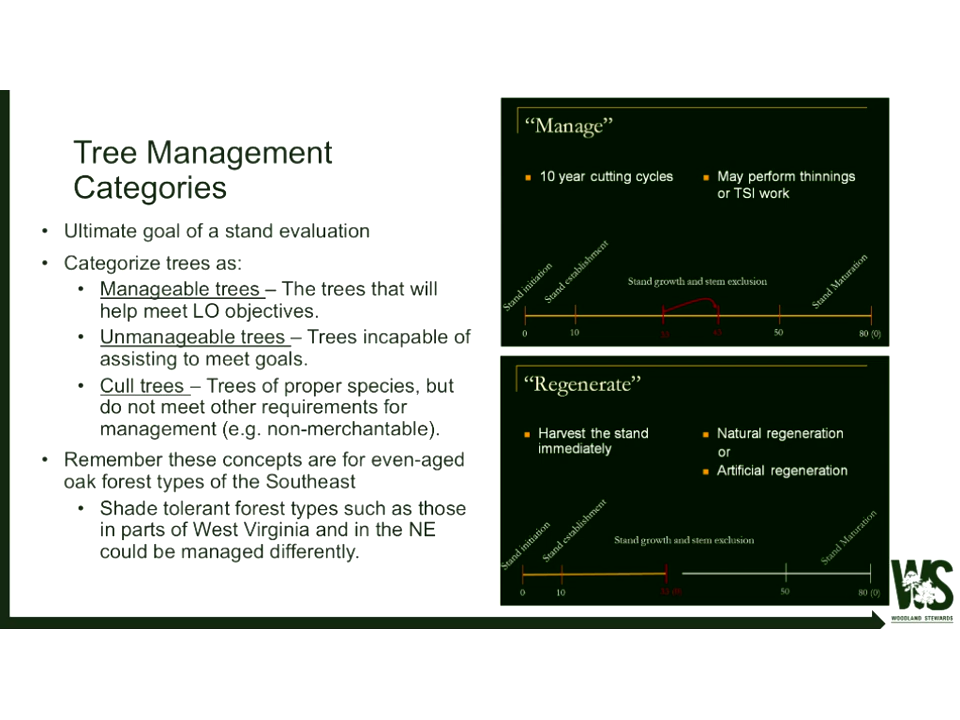 Tree Management
Categories
• Ultimate goal of a stand evaluation
• Categorize trees as:
• Manageable trees – The trees that will
help meet LO objectives.
• Unmanageable trees – Trees incapable of
assisting to meet goals.
• Cull trees – Trees of proper species, but
do not meet other requirements for
management (e.g. non-merchantable).
• Remember these concepts are for even-aged
oak forest types of the Southeast
• Shade tolerant forest types such as those
in parts of West Virginia and in the NE
could be managed differently.
“Manage”
10 year cutting cycles
May perform thinnings
or TSI work
Stand initiation
Stand establishment
Stand growth and stem exclusion
Stand Maturation
0 10 50 80 (0)
“Regenerate”
Harvest the stand
immediately
Natural regeneration
or
Artificial regeneration
Stand initiation
Stand establishment
Stand growth and stem exclusion
Stand Maturation
0 10 50 80 (0)
WS
WOODLAND STEWARDS